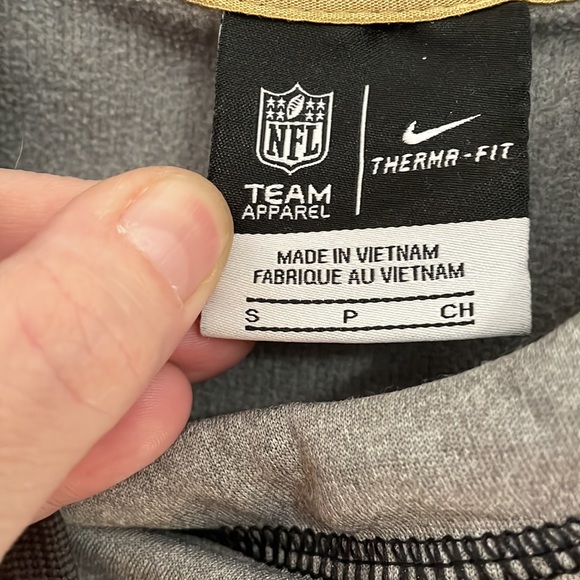 NFL
TEAM
APPAREL
THERMA-FIT
MADE IN VIETNAM
FABRIQUE AU VIETNAM
S P CH